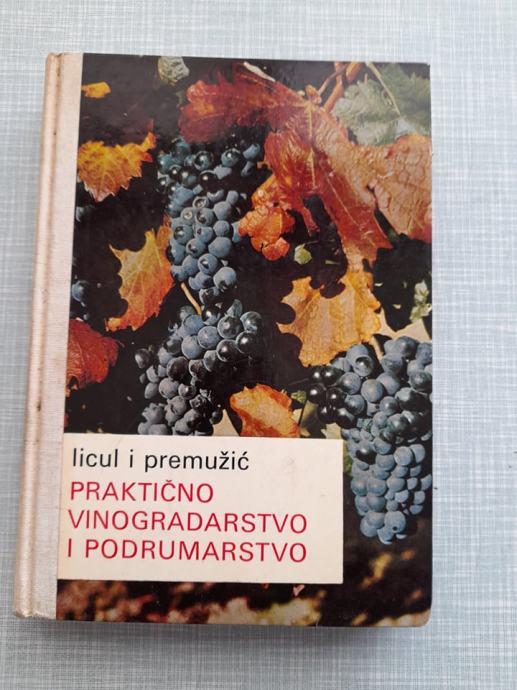 licul i premužić
PRAKTIČNO
VINOGRADARSTVO
I PODRUMARSTVO